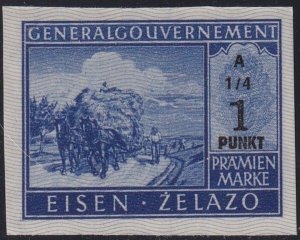 GENERALGOUVERNEMENT
A
1/4
1
PUNKT
PRÄMIEN
MARKE
EISEN · ŻELAZO